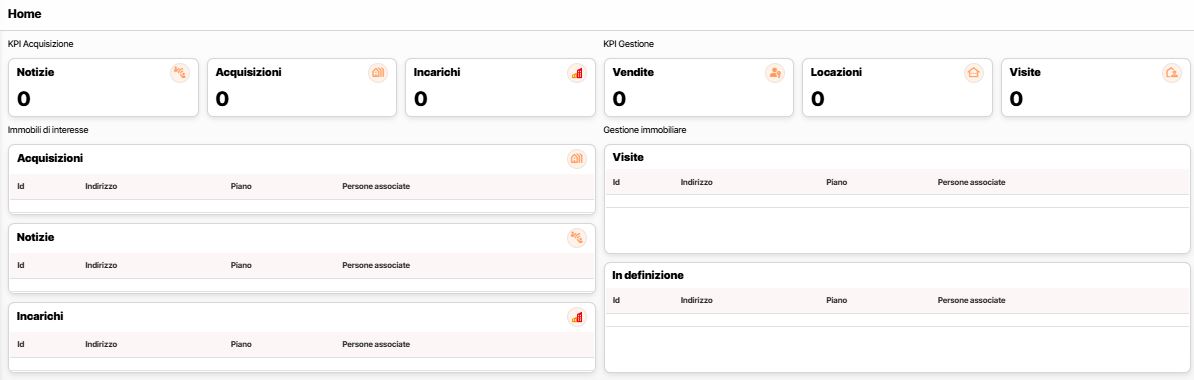 Home
KPI Acquisizione
Notizie
0
Acquisizioni
0
Incarichi
0
KPI Gestione
Vendite
0
Locazioni
0
Visite
0
Immobili di interesse
Acquisizioni
Id Indirizzo Piano Persone associate
Notizie
Id Indirizzo Piano Persone associate
Incarichi
Id Indirizzo Piano Persone associate
Gestione immobiliare
Visite
Id Indirizzo Piano Persone associate
In definizione
Id Indirizzo Piano Persone associate